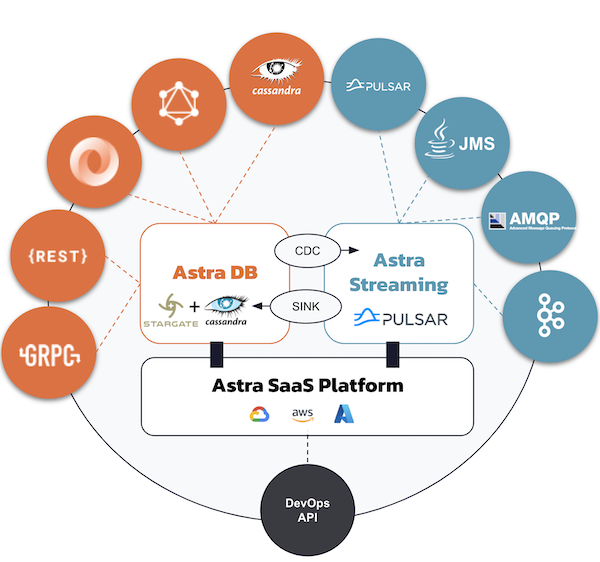 cassandra
PULSAR
JMS
AMQP
Advanced Message Queuing Protocol
{REST}
GRPC
Astra DB
STARGATE
+
cassandra
CDC
SINK
Astra
Streaming
PULSAR
Astra SaaS Platform
aws
DevOps
API